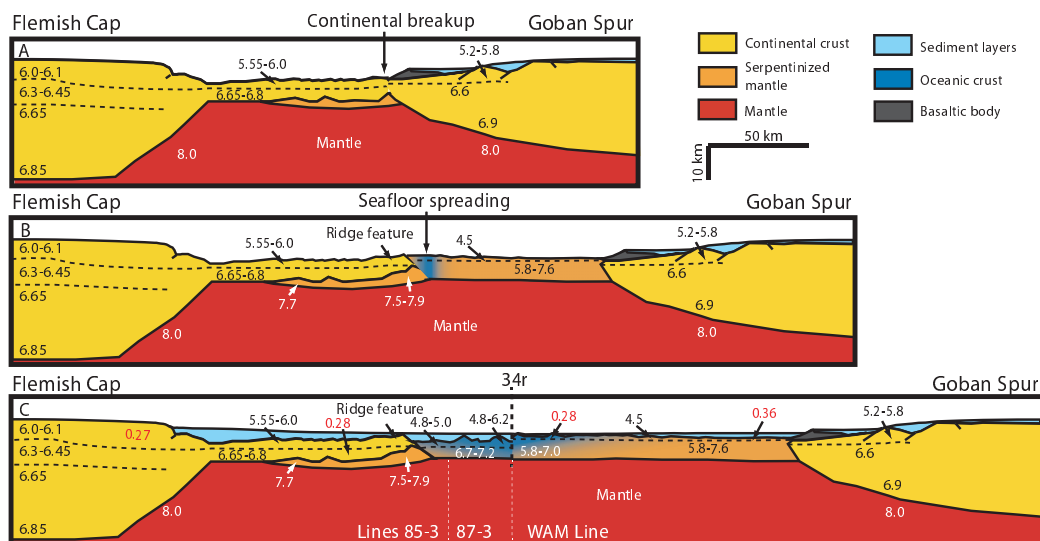 Flemish Cap
Continental breakup
Goban Spur
A
5.2-5.8
5.55-6.0
6.0-6.1
6.3-6.45
6.65
6.65-6.8
6.6
6.9
8.0
8.0
Mantle
6.85
Continental crust
Serpentinized
mantle
Mantle
Sediment layers
Oceanic crust
Basaltic body
50 km
10 km
Flemish Cap
Seafloor spreading
Goban Spur
B
Ridge feature
5.2-5.8
5.55-6.0
4.5
6.0-6.1
6.3-6.45
6.65
6.65-6.8
5.8-7.6
6.6
7.7
7.5-7.9
6.9
8.0
Mantle
8.0
6.85
Flemish Cap
34r
Goban Spur
C
Ridge feature
5.55-6.0
0.28
4.8-5.0
4.8-6.2
0.28
4.5
0.36
5.2-5.8
6.0-6.1
0.27
6.3-6.45
6.65
6.65-6.8
6.7-7.2
5.8-7.0
5.8-7.6
6.6
7.7
7.5-7.9
6.9
8.0
Mantle
8.0
6.85
Lines 85-3
87-3
WAM Line